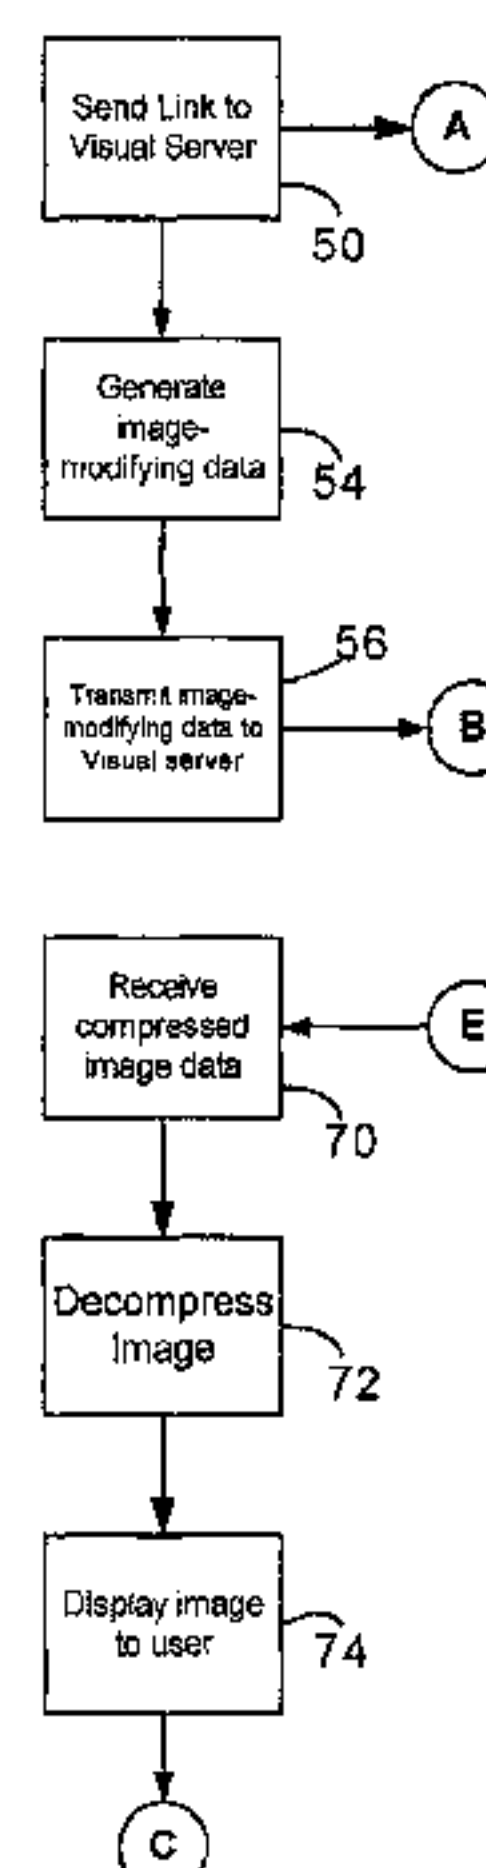 Send Link to
Visual Server
A
50
Generate
image-
modifying data
54
56
Transmit image-
modifying data to
Visual server
B
Receive
compressed
image data
E
70
Decompress
Image
72
Display image
to user
74
C